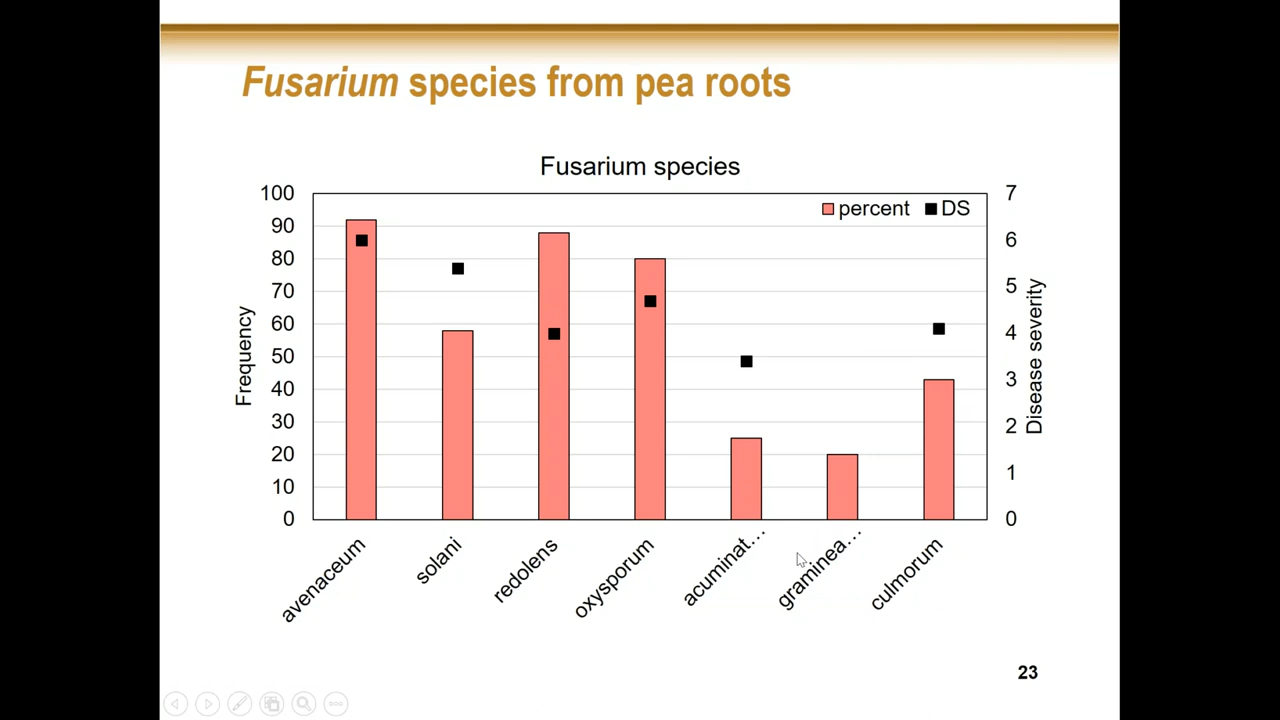 Fusarium species from pea roots
Fusarium species
percent DS
100
90
80
70
60
50
40
30
20
10
0
Frequency
7
6
5
4
3
2
1
0
Disease severity
avenaceum
solani
redolens
oxysporum
acuminat...
graminea...
culmorum
23